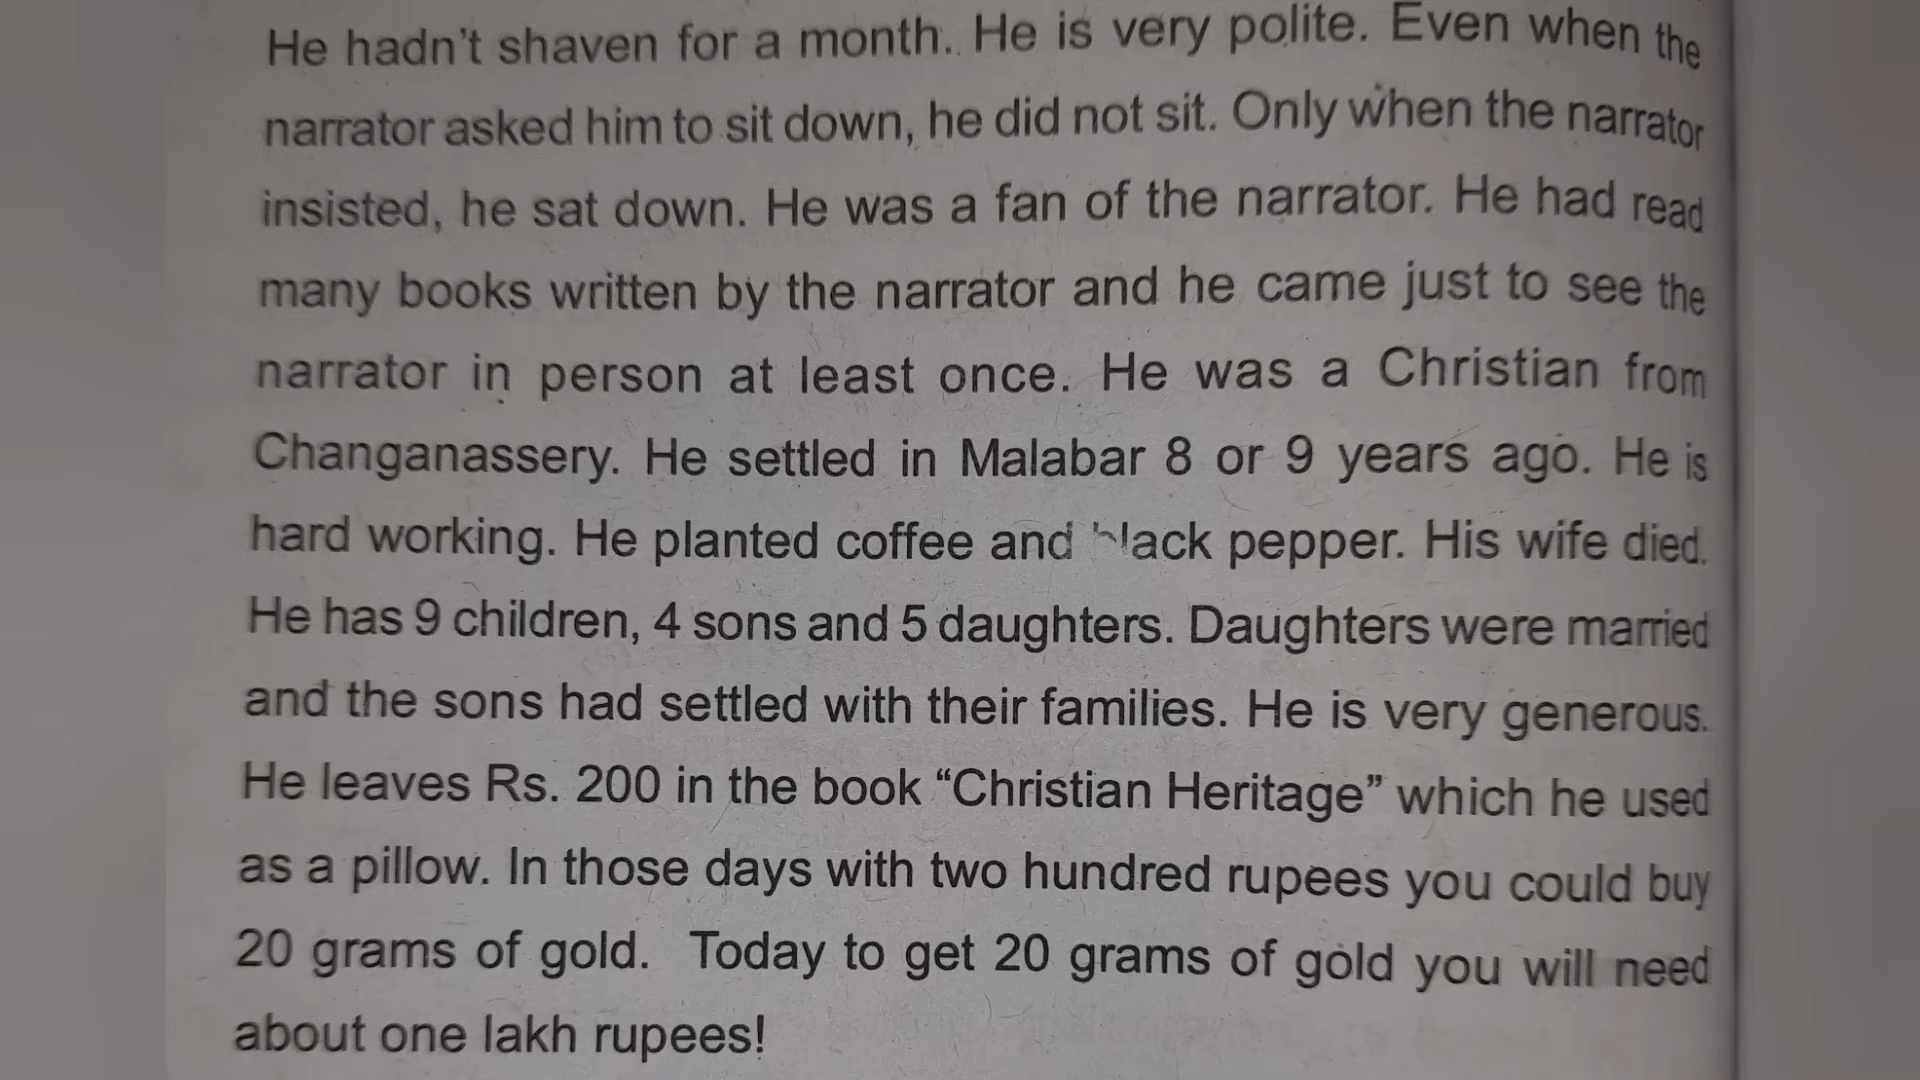 He hadn't shaven for a month. He is very polite. Even when the
narrator asked him to sit down, he did not sit. Only when the narrator
insisted, he sat down. He was a fan of the narrator. He had read
many books written by the narrator and he came just to see the
narrator in person at least once. He was a Christian from
Changanassery. He settled in Malabar 8 or 9 years ago. He is
hard working. He planted coffee and black pepper. His wife died.
He has 9 children, 4 sons and 5 daughters. Daughters were married
and the sons had settled with their families. He is very generous.
He leaves Rs. 200 in the book “Christian Heritage” which he used
as a pillow. In those days with two hundred rupees you could buy
20 grams of gold. Today to get 20 grams of gold you will need
about one lakh rupees!